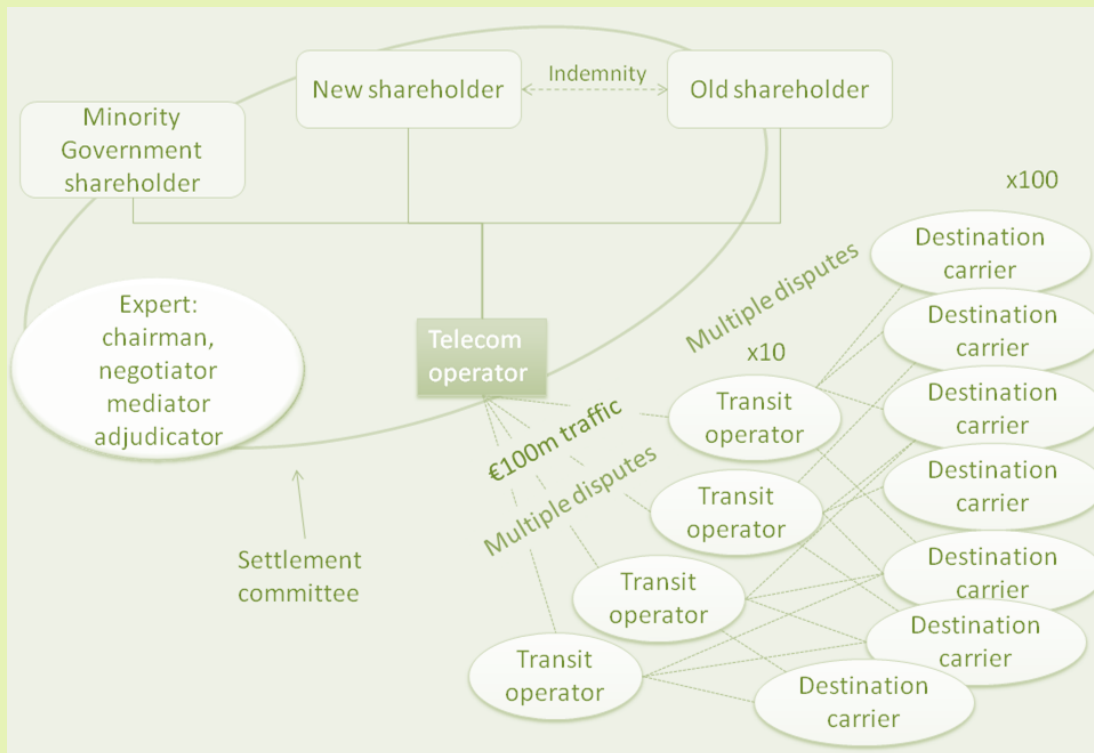 New shareholder
Indemnity
Old shareholder
Minority
Government
shareholder
x100
Destination
carrier
Expert:
chairman,
negotiator
mediator
adjudicator
Telecom
operator
Multiple disputes
x10
Destination
carrier
€100m traffic
Transit
operator
Destination
carrier
Multiple disputes
Transit
operator
Destination
carrier
Settlement
committee
Transit
operator
Destination
carrier
Transit
operator
Destination
carrier
Destination
carrier